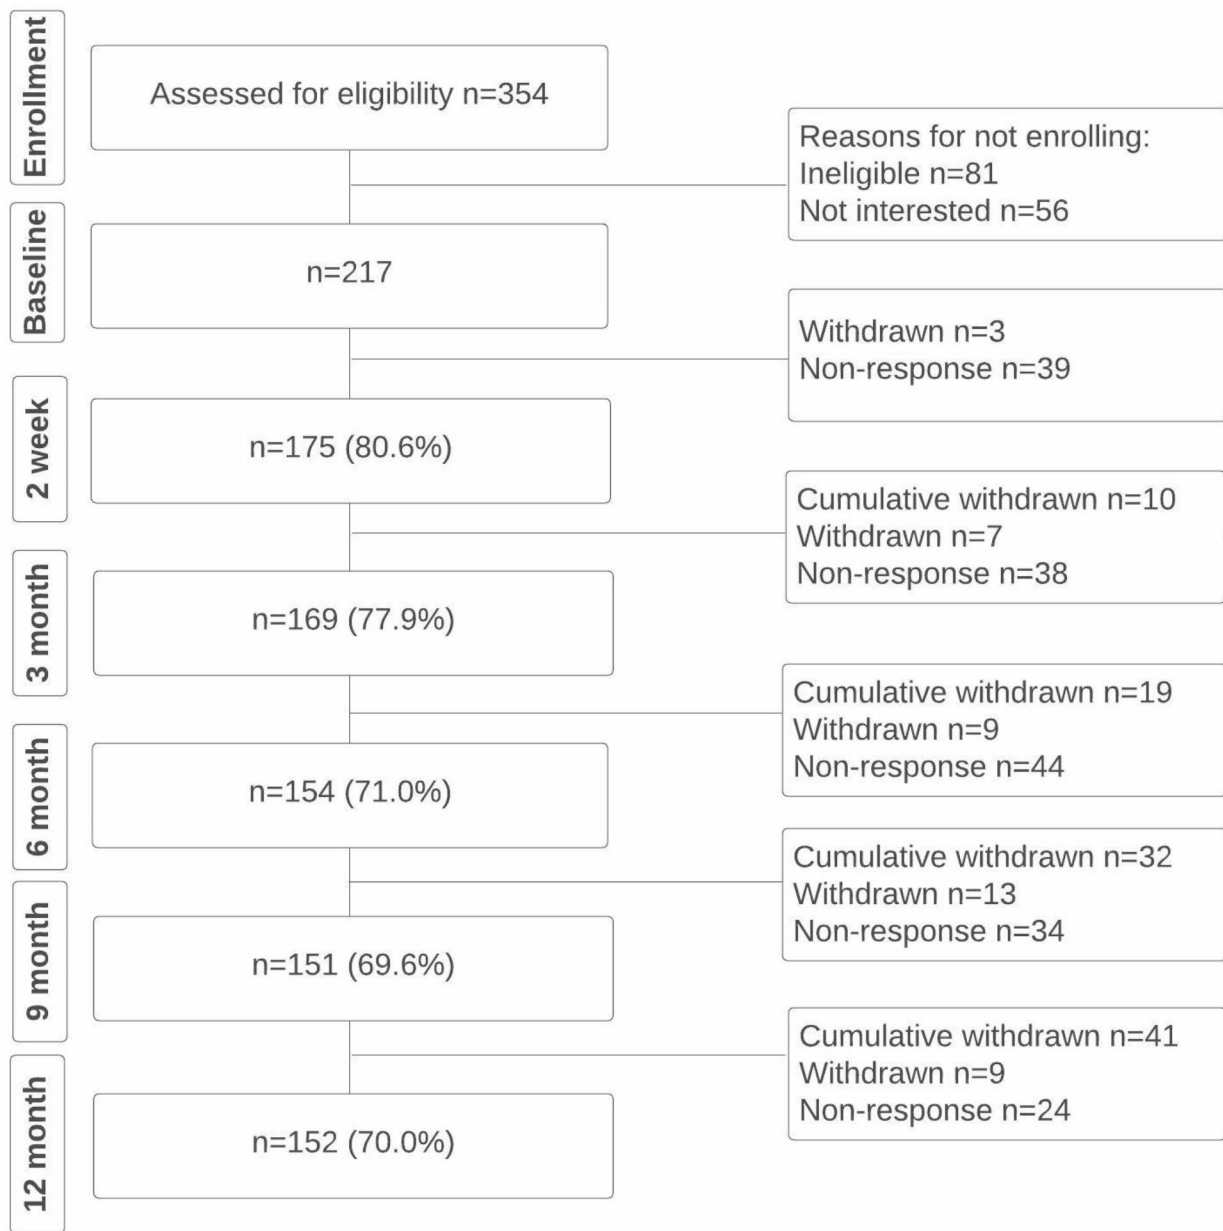 Enrollment
Assessed for eligibility n=354
Reasons for not enrolling:
Ineligible n=81
Not interested n=56
Baseline
n=217
Withdrawn n=3
Non-response n=39
2 week
n=175 (80.6%)
Cumulative withdrawn n=10
Withdrawn n=7
Non-response n=38
3 month
n=169 (77.9%)
Cumulative withdrawn n=19
Withdrawn n=9
Non-response n=44
6 month
n=154 (71.0%)
Cumulative withdrawn n=32
Withdrawn n=13
Non-response n=34
9 month
n=151 (69.6%)
Cumulative withdrawn n=41
Withdrawn n=9
Non-response n=24
12 month
n=152 (70.0%)